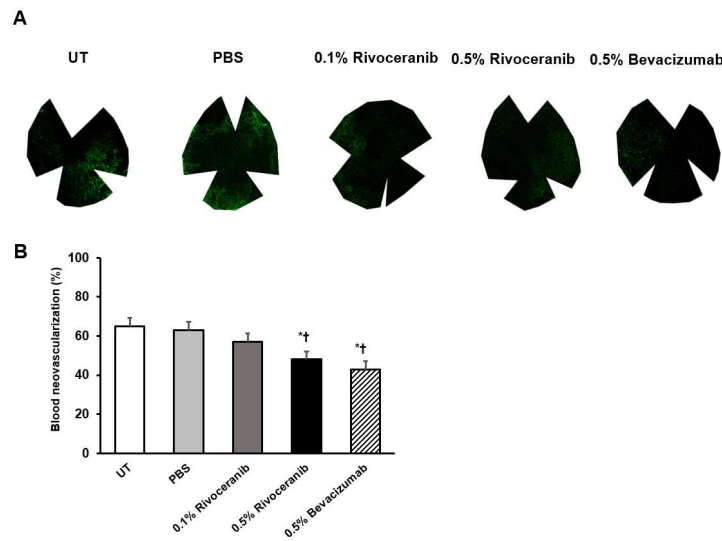 A
UT PBS 0.1% Rivoceranib 0.5% Rivoceranib 0.5% Bevacizumab
B
Blood neovascularization (%)
100
80
60
40
20
0
*† *†
UT PBS 0.1% Rivoceranib 0.5% Rivoceranib 0.5% Bevacizumab